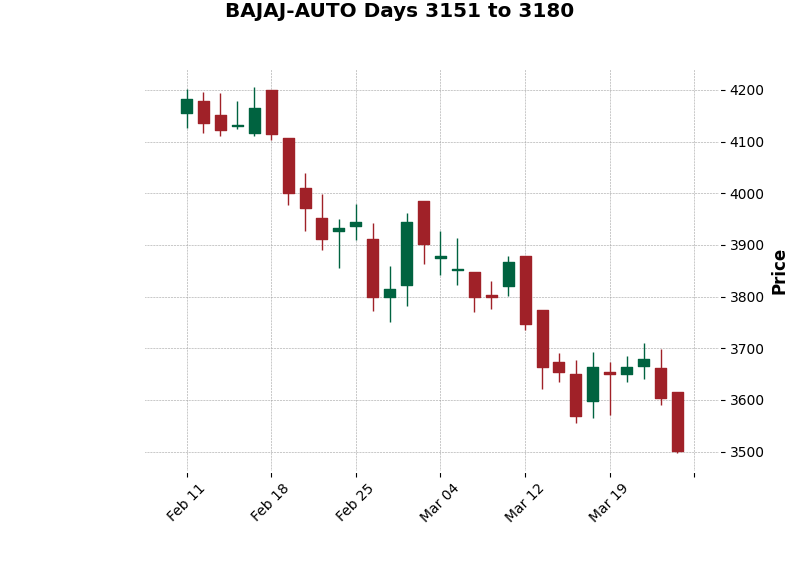 BAJAJ-AUTO Days 3151 to 3180
4200
4100
4000
3900
3800
3700
3600
3500
Price
Feb 11
Feb 18
Feb 25
Mar 04
Mar 12
Mar 19